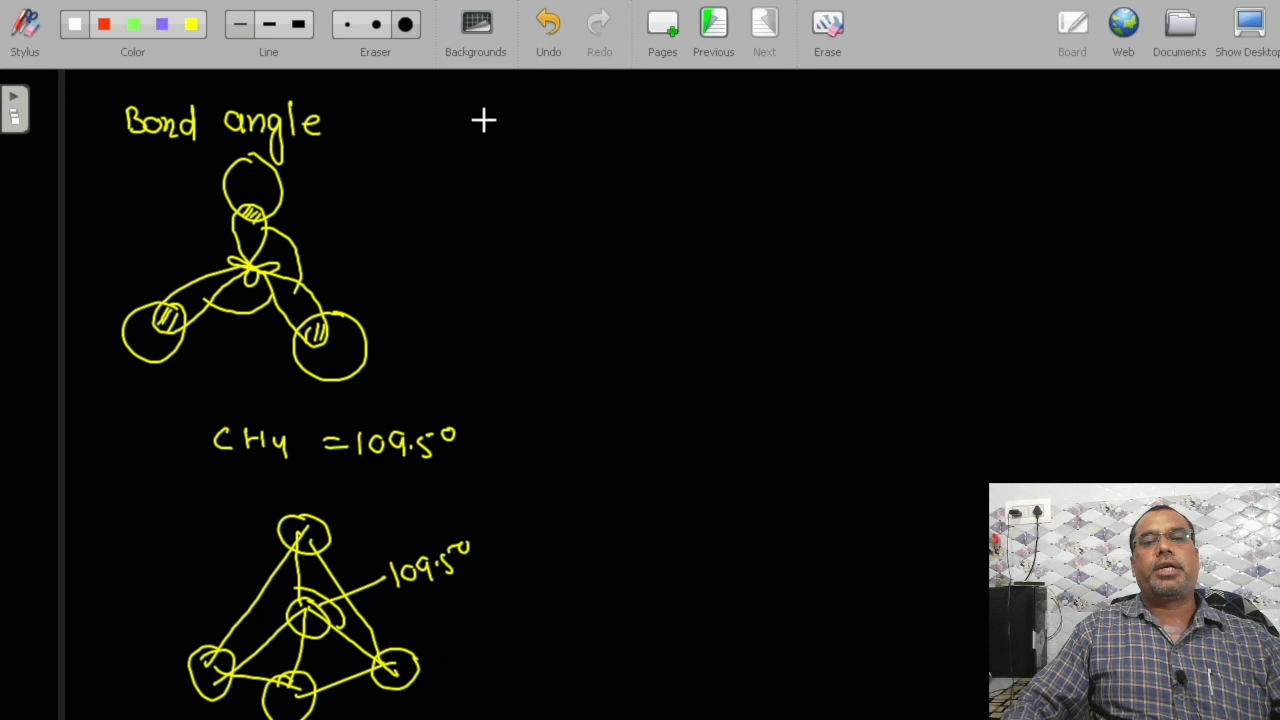 Stylus
Color
Line
Eraser
Backgrounds
Undo
Redo
Pages
Previous
Next
Erase
Board
Web
Documents
Show Desktop
Bond angle
CH4 = 109.5°
109.5°